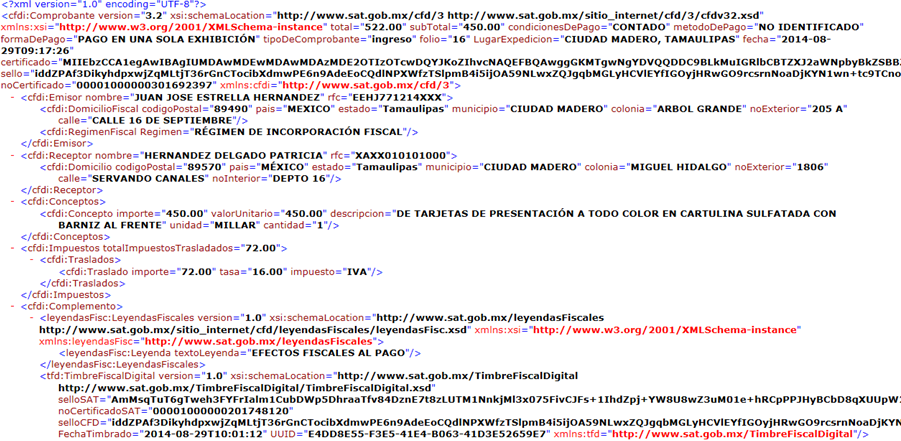 <?xml version="1.0" encoding="UTF-8"?>
- <cfdi:Comprobante version="3.2" xsi:schemaLocation="http://www.sat.gob.mx/cfd/3 http://www.sat.gob.mx/sitio_internet/cfd/3/cfdv32.xsd"
xmlns:xsi="http://www.w3.org/2001/XMLSchema-instance" total="522.00" subTotal="450.00" condicionesDePago="CONTADO" metodoDePago="NO IDENTIFICADO"
formaDePago="PAGO EN UNA SOLA EXHIBICIÓN" tipoDeComprobante="ingreso" folio="16" LugarExpedicion="CIUDAD MADERO, TAMAULIPAS" fecha="2014-08-
29T09:17:26"
certificado="
sello="
noCertificado="00001000000301692397" xmlns:cfdi="http://www.sat.gob.mx/cfd/3">
- <cfdi:Emisor nombre="JUAN JOSE ESTRELLA HERNANDEZ" rfc="EEHJ771214XXX">
<cfdi:DomicilioFiscal codigoPostal="89490" pais="MEXICO" estado="Tamaulipas" municipio="CIUDAD MADERO" colonia="ARBOL GRANDE" noExterior="205 A"
calle="CALLE 16 DE SEPTIEMBRE"/>
<cfdi:RegimenFiscal Regimen="RÉGIMEN DE INCORPORACIÓN FISCAL"/>
</cfdi:Emisor>
- <cfdi:Receptor nombre="HERNANDEZ DELGADO PATRICIA" rfc="XAXX010101000">
<cfdi:Domicilio codigoPostal="89570" pais="MÉXICO" estado="Tamaulipas" municipio="CIUDAD MADERO" colonia="MIGUEL HIDALGO" noExterior="1806"
calle="SERVANDO CANALES" noInterior="DEPTO 16"/>
</cfdi:Receptor>
- <cfdi:Conceptos>
<cfdi:Concepto importe="450.00" valorUnitario="450.00" descripcion="DE TARJETAS DE PRESENTACIÓN A TODO COLOR EN CARTULINA SULFATADA CON
BARNIZ AL FRENTE" unidad="MILLAR" cantidad="1"/>
</cfdi:Conceptos>
- <cfdi:Impuestos totalImpuestosTrasladados="72.00">
- <cfdi:Traslados>
<cfdi:Traslado importe="72.00" tasa="16.00" impuesto="IVA"/>
</cfdi:Traslados>
</cfdi:Impuestos>
- <cfdi:Complemento>
- <leyendasFisc:LeyendasFiscales version="1.0" xsi:schemaLocation="http://www.sat.gob.mx/leyendasFiscales
http://www.sat.gob.mx/sitio_internet/cfd/leyendasFiscales/leyendasFisc.xsd" xmlns:xsi="http://www.w3.org/2001/XMLSchema-instance"
xmlns:leyendasFisc="http://www.sat.gob.mx/leyendasFiscales">
<leyendasFisc:Leyenda textoLeyenda="EFECTOS FISCALES AL PAGO"/>
</leyendasFisc:LeyendasFiscales>
<tfd:TimbreFiscalDigital version="1.0" xsi:schemaLocation="http://www.sat.gob.mx/TimbreFiscalDigital
http://www.sat.gob.mx/TimbreFiscalDigital/TimbreFiscalDigital.xsd"
selloSAT="
noCertificadoSAT="00001000000201748120"
selloCFD="
FechaTimbrado="2014-08-29T10:01:12" UUID="E4DD8E55-F3E5-41E4-B063-41D3E52659E7" xmlns:tfd="http://www.sat.gob.mx/TimbreFiscalDigital"/>